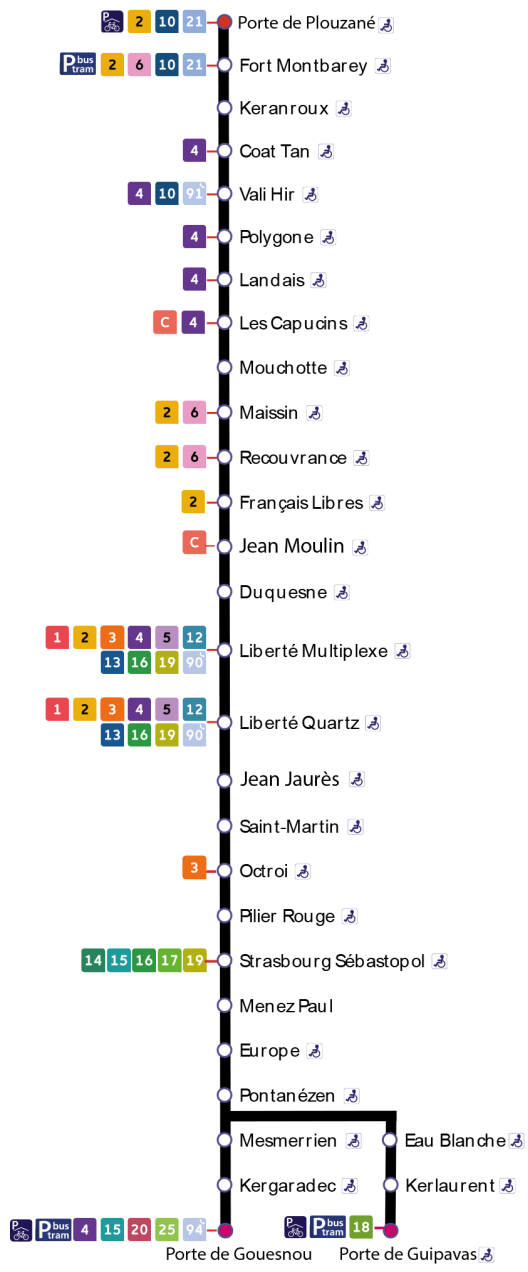 P 2 10 21 Porte de Plouzané
P bus tram 2 6 10 21 Fort Montbarey
Keranroux
4 Coat Tan
4 10 91 Vali Hir
4 Polygone
4 Landais
C 4 Les Capucins
Mouchotte
2 6 Maissin
2 6 Recouvrance
2 Français Libres
C Jean Moulin
Duquesne
1 2 3 4 5 12
Liberté Multiplexe
13 16 19 90
1 2 3 4 5 12
Liberté Quartz
13 16 19 90
Jean Jaurès
Saint-Martin
3 Octroi
Pilier Rouge
14 15 16 17 19 Strasbourg Sébastopol
Menez Paul
Europe
Pontanézen
Mesmerrien Eau Blanche
Kergaradec Kerlaurent
P P bus tram 4 15 20 25 94 P P bus tram 18
Porte de Gouesnou Porte de Guipavas